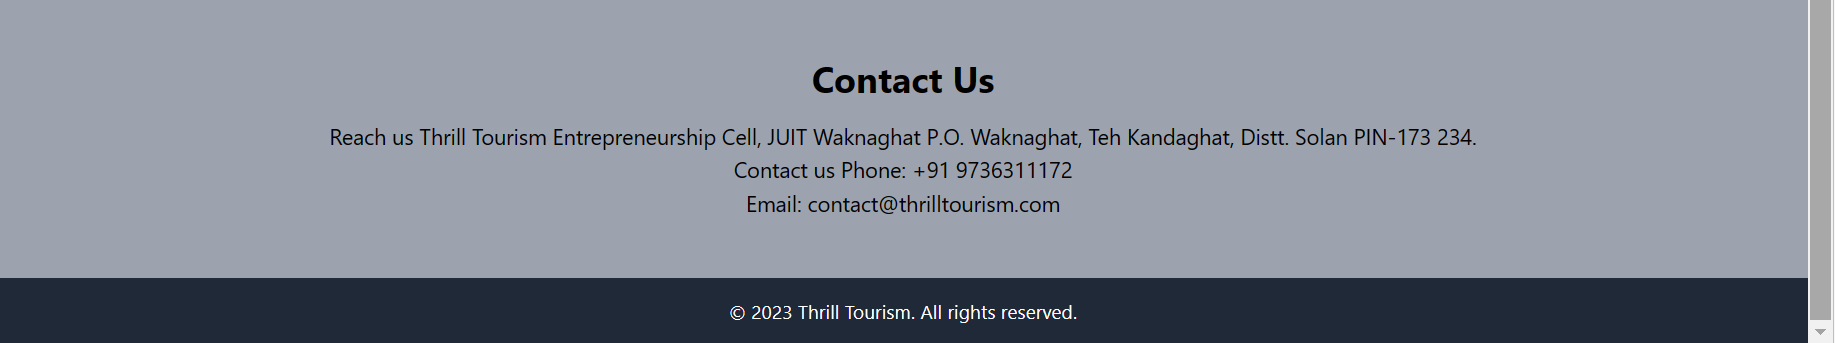 Contact Us
Reach us Thrill Tourism Entrepreneurship Cell, JUIT Waknaghat P.O. Waknaghat, Teh Kandaghat, Distt. Solan PIN-173 234.
Contact us Phone: +91 9736311172
Email: contact@thrilltourism.com
© 2023 Thrill Tourism. All rights reserved.